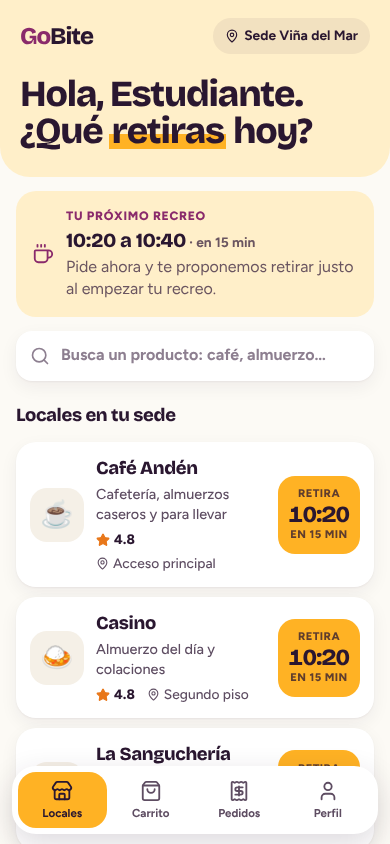 GoBite
Sede Viña del Mar
Hola, Estudiante.
¿Qué retiras hoy?
TU PRÓXIMO RECREO
10:20 a 10:40 · en 15 min
Pide ahora y te proponemos retirar justo
al empezar tu recreo.
Busca un producto: café, almuerzo...
Locales en tu sede
Café Andén
Cafetería, almuerzos
caseros y para llevar
4.8
Acceso principal
RETIRA
10:20
EN 15 MIN
Casino
Almuerzo del día y
colaciones
4.8 Segundo piso
RETIRA
10:20
EN 15 MIN
La Sanguchería
Locales
Carrito
Pedidos
Perfil